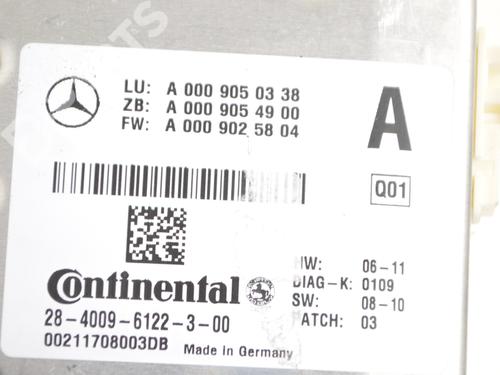 LU: A 000 905 03 38
ZB: A 000 905 49 00
FW: A 000 902 58 04
A
Q01
Continental
HW: 06-11
DIAG-K: 0109
SW: 08-10
PATCH: 03
28-4009-6122-3-00
00211708003DB Made in Germany